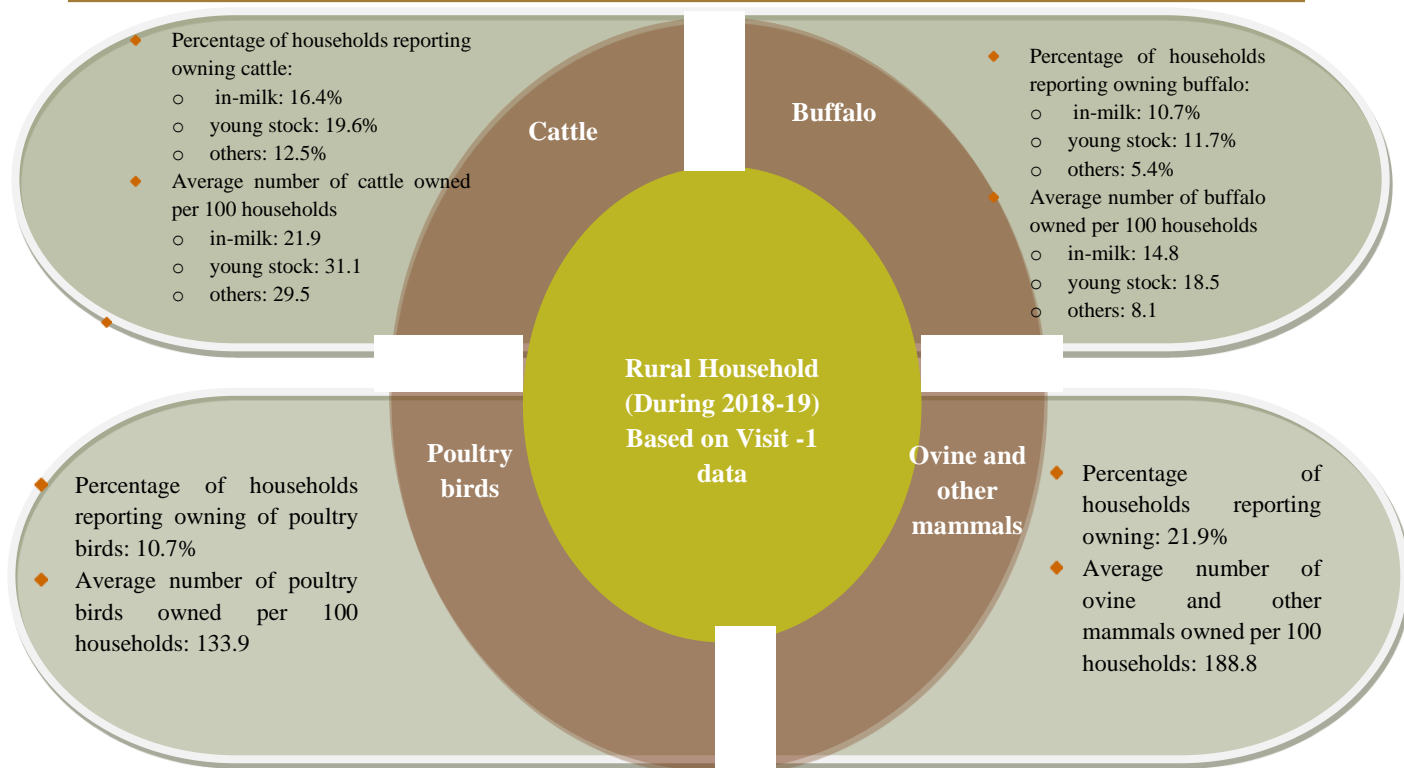 Percentage of households reporting
owning cattle:
o in-milk: 16.4%
o young stock: 19.6%
o others: 12.5%
Average number of cattle owned
per 100 households
o in-milk: 21.9
o young stock: 31.1
o others: 29.5
Cattle
Buffalo
Percentage of households
reporting owning buffalo:
o in-milk: 10.7%
o young stock: 11.7%
o others: 5.4%
Average number of buffalo
owned per 100 households
o in-milk: 14.8
o young stock: 18.5
o others: 8.1
Rural Household
(During 2018-19)
Based on Visit -1
data
Poultry
birds
Percentage of households
reporting owning of poultry
birds: 10.7%
Average number of poultry
birds owned per 100
households: 133.9
Ovine and
other
mammals
Percentage of
households reporting
owning: 21.9%
Average number of
ovine and other
mammals owned per 100
households: 188.8